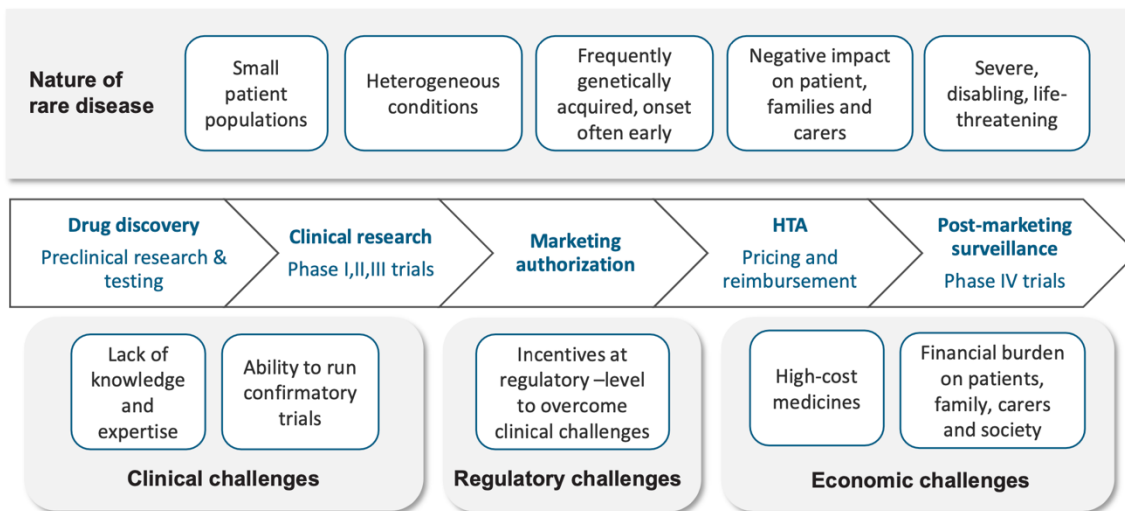 Nature of
rare disease
Small
patient
populations
Heterogeneous
conditions
Frequently
genetically
acquired, onset
often early
Negative impact
on patient,
families and
carers
Severe,
disabling, life-
threatening
Drug discovery
Preclinical research &
testing
Clinical research
Phase I,II,III trials
Marketing
authorization
HTA
Pricing and
reimbursement
Post-marketing
surveillance
Phase IV trials
Lack of
knowledge
and
expertise
Ability to run
confirmatory
trials
Clinical challenges
Incentives at
regulatory –level
to overcome
clinical challenges
Regulatory challenges
High-cost
medicines
Financial burden
on patients,
family, carers
and society
Economic challenges